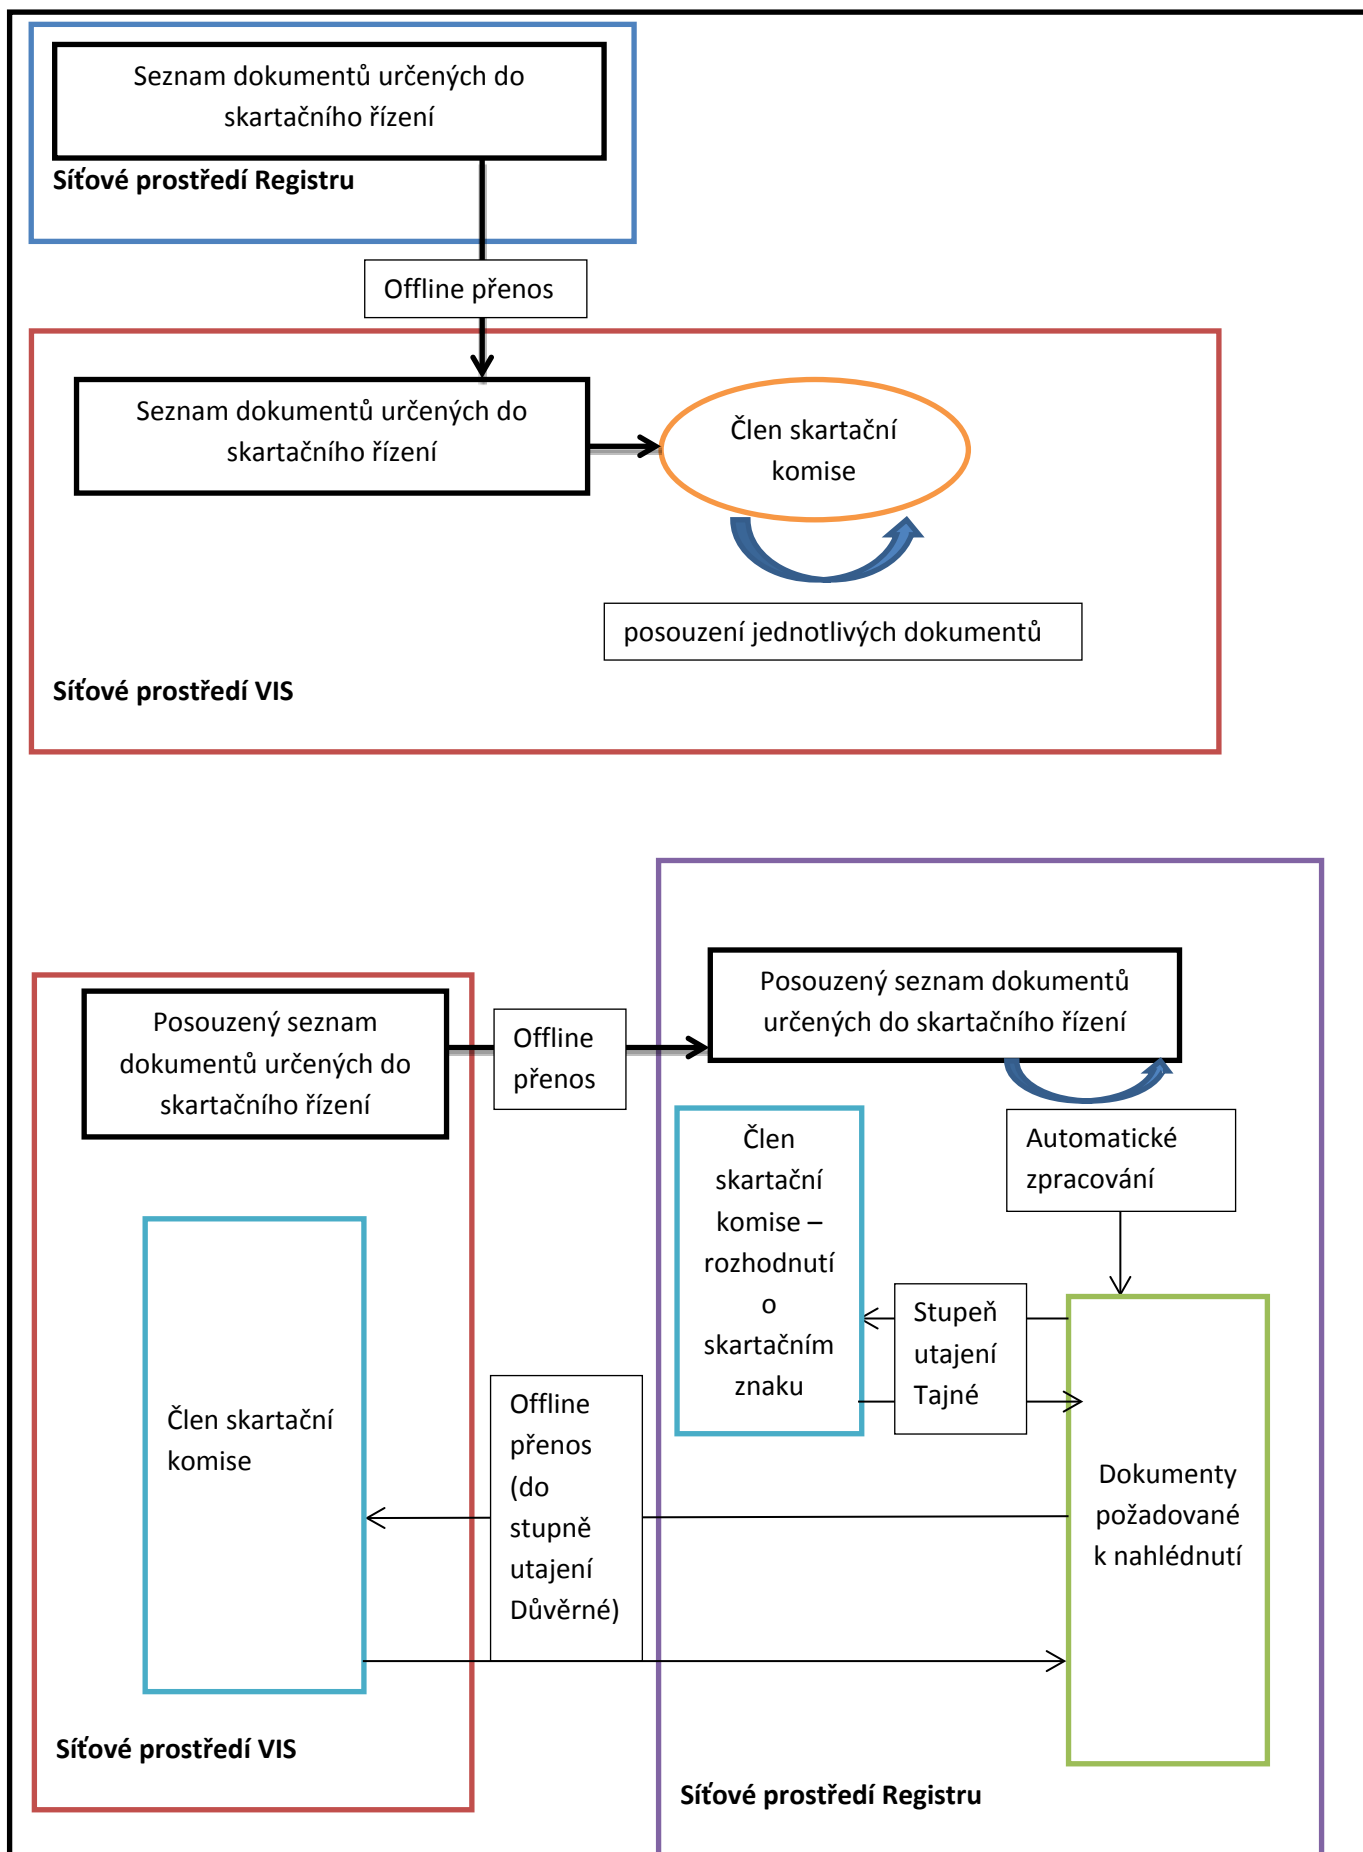 Seznam dokumentů určených do
skartačního řízení
Síťové prostředí Registru
Offline přenos
Seznam dokumentů určených do
skartačního řízení
Člen skartační
komise
posouzení jednotlivých dokumentů
Síťové prostředí VIS
Posouzený seznam
dokumentů určených do
skartačního řízení
Offline
přenos
Posouzený seznam dokumentů
určených do skartačního řízení
Automatické
zpracování
Člen
skartační
komise –
rozhodnutí
o
skartačním
znaku
Stupeň
utajení
Tajné
Člen skartační
komise
Offline
přenos
(do
stupně
utajení
Důvěrné)
Dokumenty
požadované
k nahlédnutí
Síťové prostředí VIS
Síťové prostředí Registru